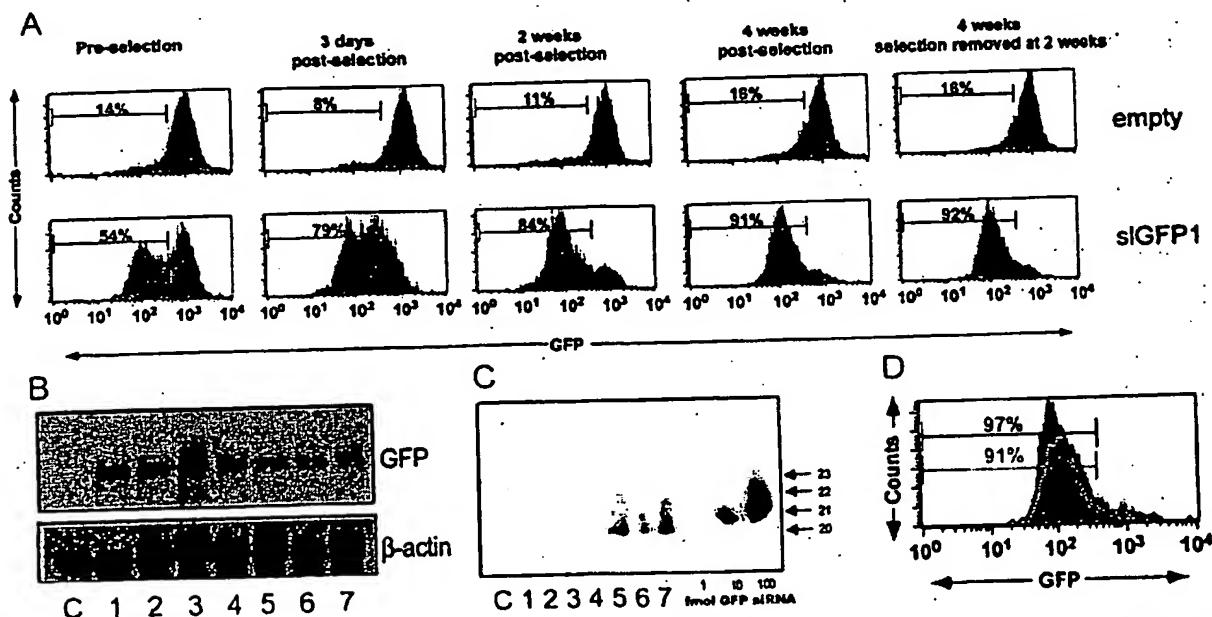 A
Pre-selection
3 days
post-selection
2 weeks
post-selection
4 weeks
post-selection
4 weeks
selection removed at 2 weeks
Counts
14%
8%
11%
16%
16%
empty
54%
79%
84%
91%
92%
siGFP1
10⁰ 10¹ 10² 10³ 10⁴
10⁰ 10¹ 10² 10³ 10⁴
10⁰ 10¹ 10² 10³ 10⁴
10⁰ 10¹ 10² 10³ 10⁴
10⁰ 10¹ 10² 10³ 10⁴
GFP
B
GFP
β-actin
C 1 2 3 4 5 6 7
C
23
22
21
20
C 1 2 3 4 5 6 7
1 10 100
fmol GFP siRNA
D
Counts
97%
91%
10⁰ 10¹ 10² 10³ 10⁴
GFP